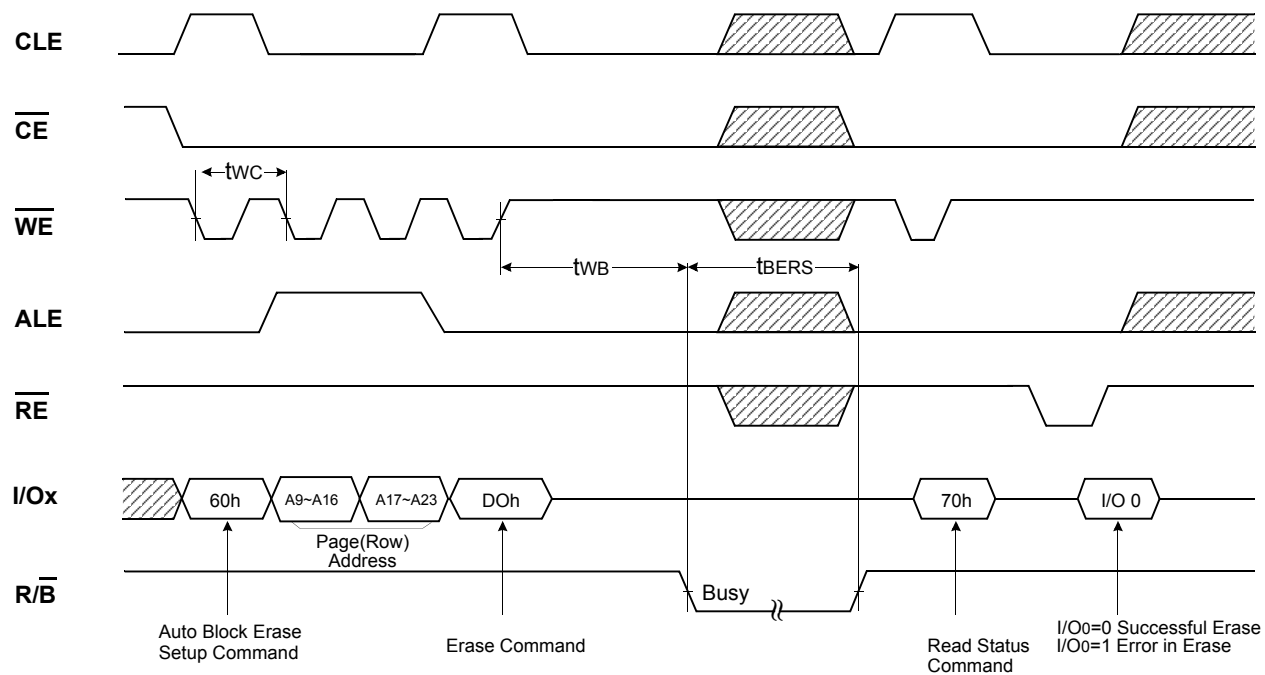 CLE
CE
tWC
WE
tWB
tBERS
ALE
RE
I/Ox
60h
A9~A16
A17~A23
DOh
70h
I/O 0
Page(Row)
Address
R/B
Busy
Auto Block Erase
Setup Command
Erase Command
Read Status
Command
I/O0=0 Successful Erase
I/O0=1 Error in Erase